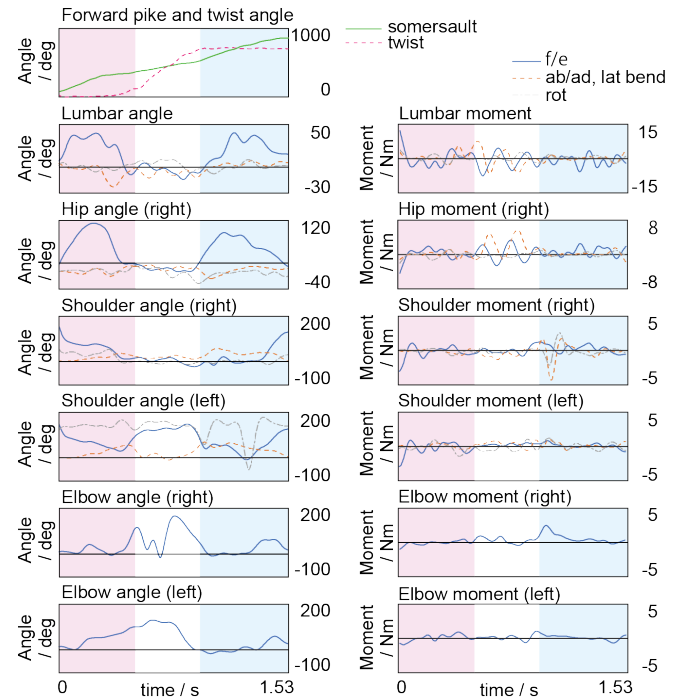 Forward pike and twist angle
Angle
/ deg
1000
0
somersault
twist
f/e
ab/ad, lat bend
rot
Lumbar angle
Angle
/ deg
50
-30
Lumbar moment
Moment
/ Nm
15
-15
Hip angle (right)
Angle
/ deg
120
-40
Hip moment (right)
Moment
/ Nm
8
-8
Shoulder angle (right)
Angle
/ deg
200
-100
Shoulder moment (right)
Moment
/ Nm
5
-5
Shoulder angle (left)
Angle
/ deg
200
-100
Shoulder moment (left)
Moment
/ Nm
5
-5
Elbow angle (right)
Angle
/ deg
200
-100
Elbow moment (right)
Moment
/ Nm
5
-5
Elbow angle (left)
Angle
/ deg
200
-100
0
time / s
1.53
Elbow moment (left)
Moment
/ Nm
5
-5
0
time / s
1.53